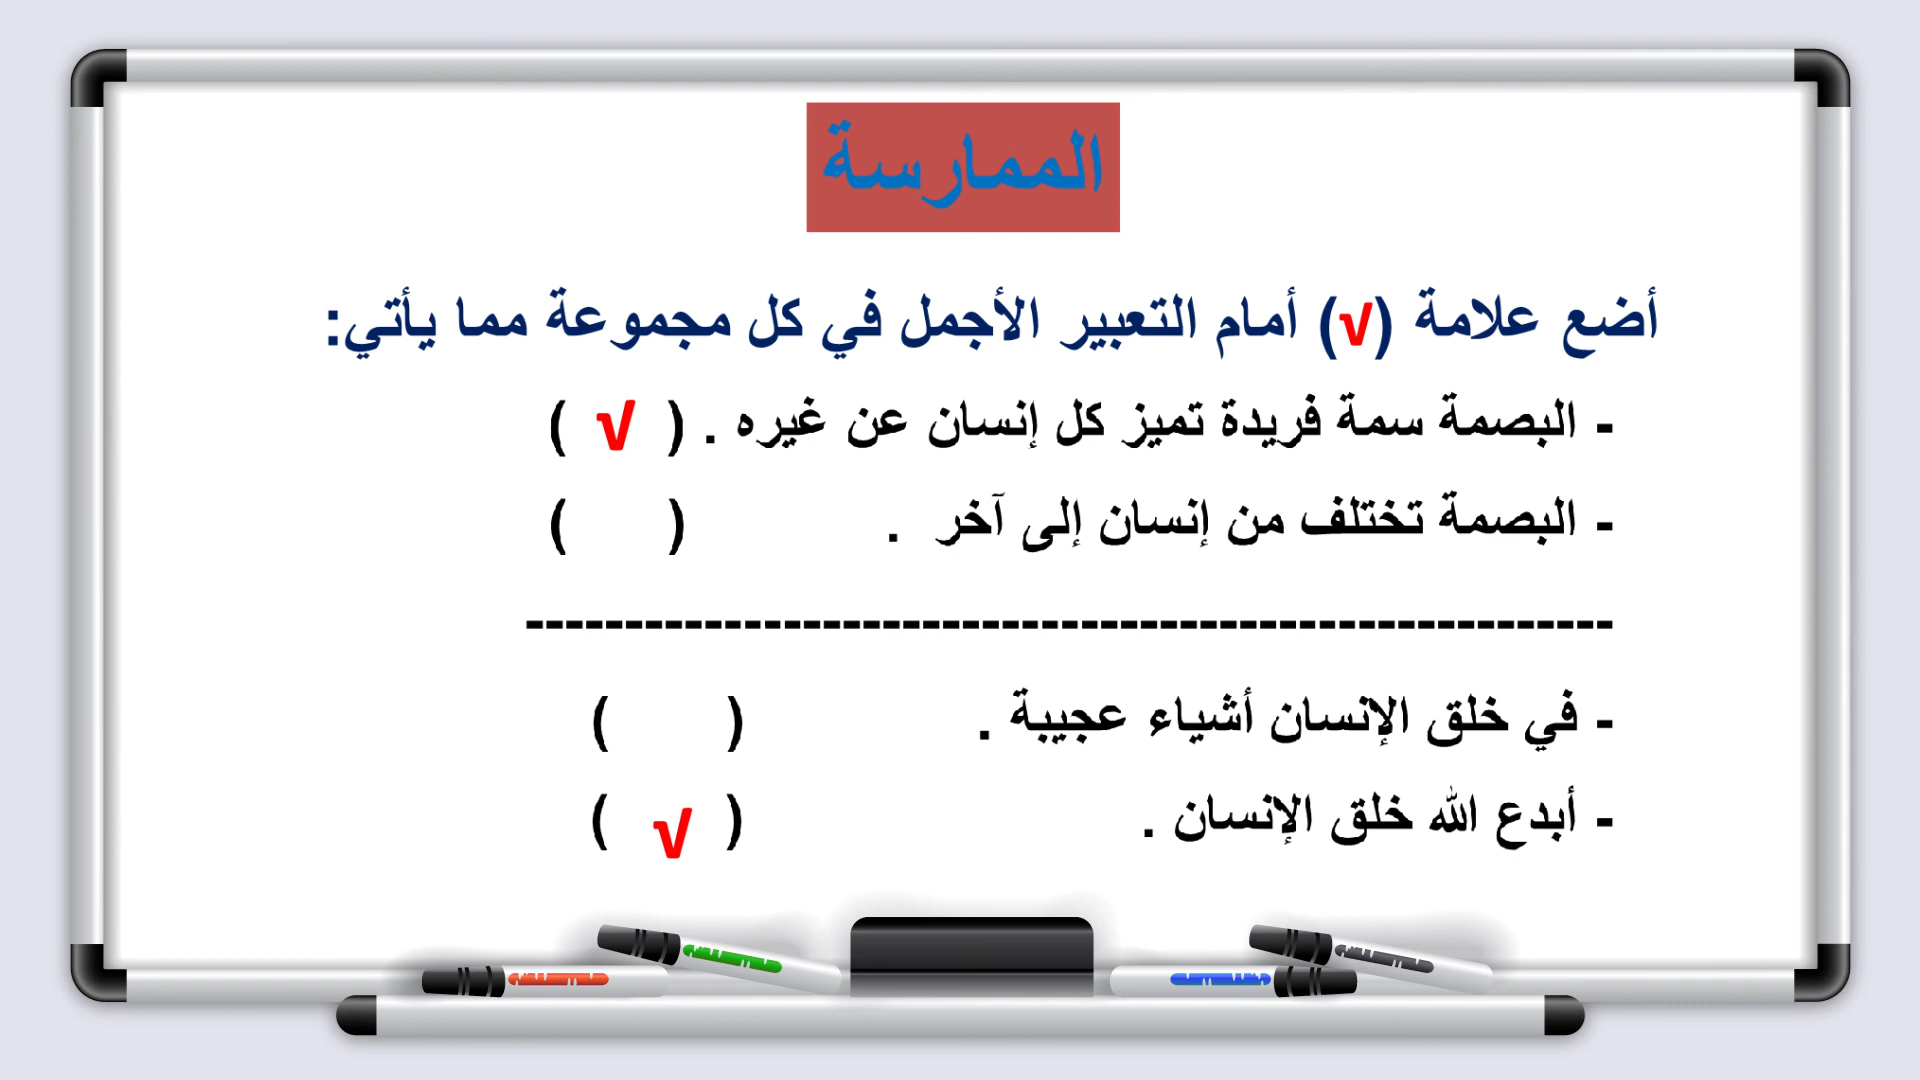 الممارسة
أضع علامة (√) أمام التعبير الأجمل في كل مجموعة مما يأتي:
- البصمة سمة فريدة تميز كل إنسان عن غيره . ( √ )
- البصمة تختلف من إنسان إلى آخر . ( )
-------------------------------------------------------
- في خلق الإنسان أشياء عجيبة . ( )
- أبدع الله خلق الإنسان . ( √ )